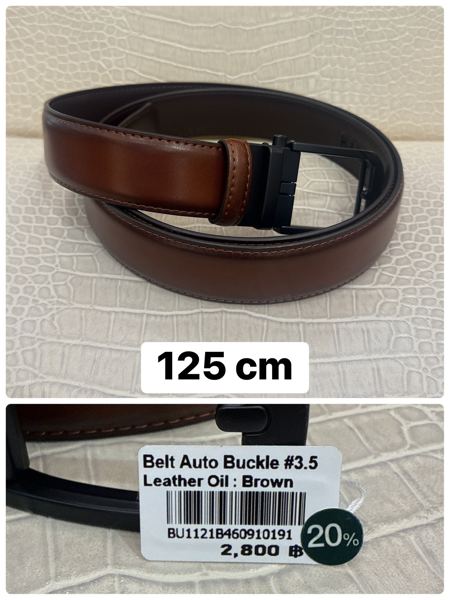 125 cm
Belt Auto Buckle #3.5
Leather Oil : Brown
BU1121B460910191
2,800 ฿
20%